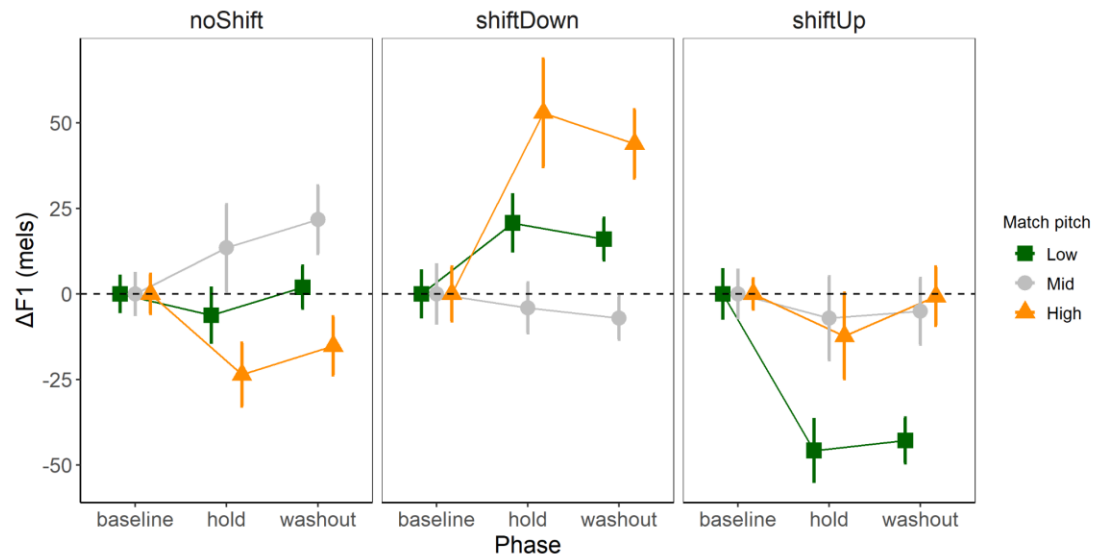 noShift
shiftDown
shiftUp
50
25
0
-25
-50
ΔF1 (mels)
baseline hold washout
baseline hold washout
baseline hold washout
Phase
Match pitch
Low
Mid
High